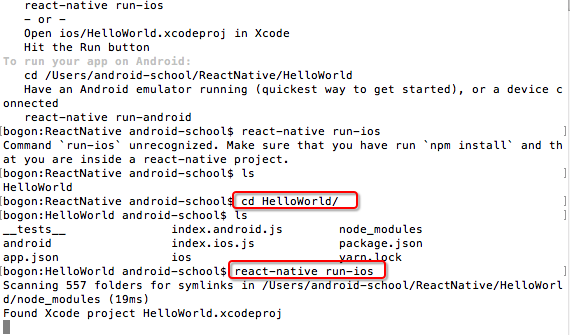 react-native run-ios
- or -
Open ios/HelloWorld.xcodeproj in Xcode
Hit the Run button
To run your app on Android:
cd /Users/android-school/ReactNative/HelloWorld
Have an Android emulator running (quickest way to get started), or a device c
onnected
react-native run-android
[bogon:ReactNative android-school$ react-native run-ios ]
Command `run-ios` unrecognized. Make sure that you have run `npm install` and th
at you are inside a react-native project.
[bogon:ReactNative android-school$ ls ]
HelloWorld
[bogon:ReactNative android-school$ cd HelloWorld/ ]
[bogon:HelloWorld android-school$ ls ]
__tests__ index.android.js node_modules
android index.ios.js package.json
app.json ios yarn.lock
[bogon:HelloWorld android-school$ react-native run-ios ]
Scanning 557 folders for symlinks in /Users/android-school/ReactNative/HelloWorl
d/node_modules (19ms)
Found Xcode project HelloWorld.xcodeproj